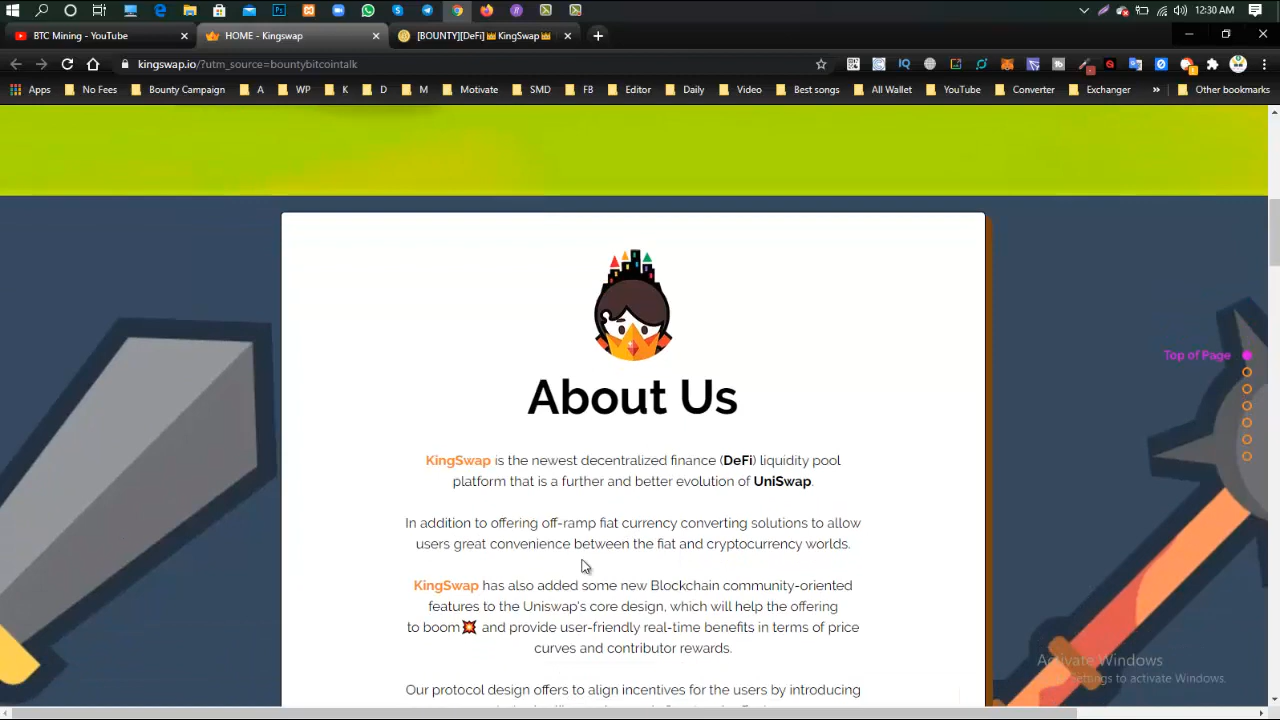 12:30 AM
BTC Mining - YouTube
HOME - Kingswap
[BOUNTY][DeFi] 👑 KingSwap 👑
kingswap.io/?utm_source=bountybitcointalk
Apps No Fees Bounty Campaign A WP K D M Motivate SMD FB Editor Daily Video Best songs All Wallet YouTube Converter Exchanger » Other bookmarks
Top of Page
About Us
KingSwap is the newest decentralized finance (DeFi) liquidity pool
platform that is a further and better evolution of UniSwap.
In addition to offering off-ramp fiat currency converting solutions to allow
users great convenience between the fiat and cryptocurrency worlds.
KingSwap has also added some new Blockchain community-oriented
features to the Uniswap's core design, which will help the offering
to boom💥 and provide user-friendly real-time benefits in terms of price
curves and contributor rewards.
Our protocol design offers to align incentives for the users by introducing
Activate Windows
Settings to activate Windows.